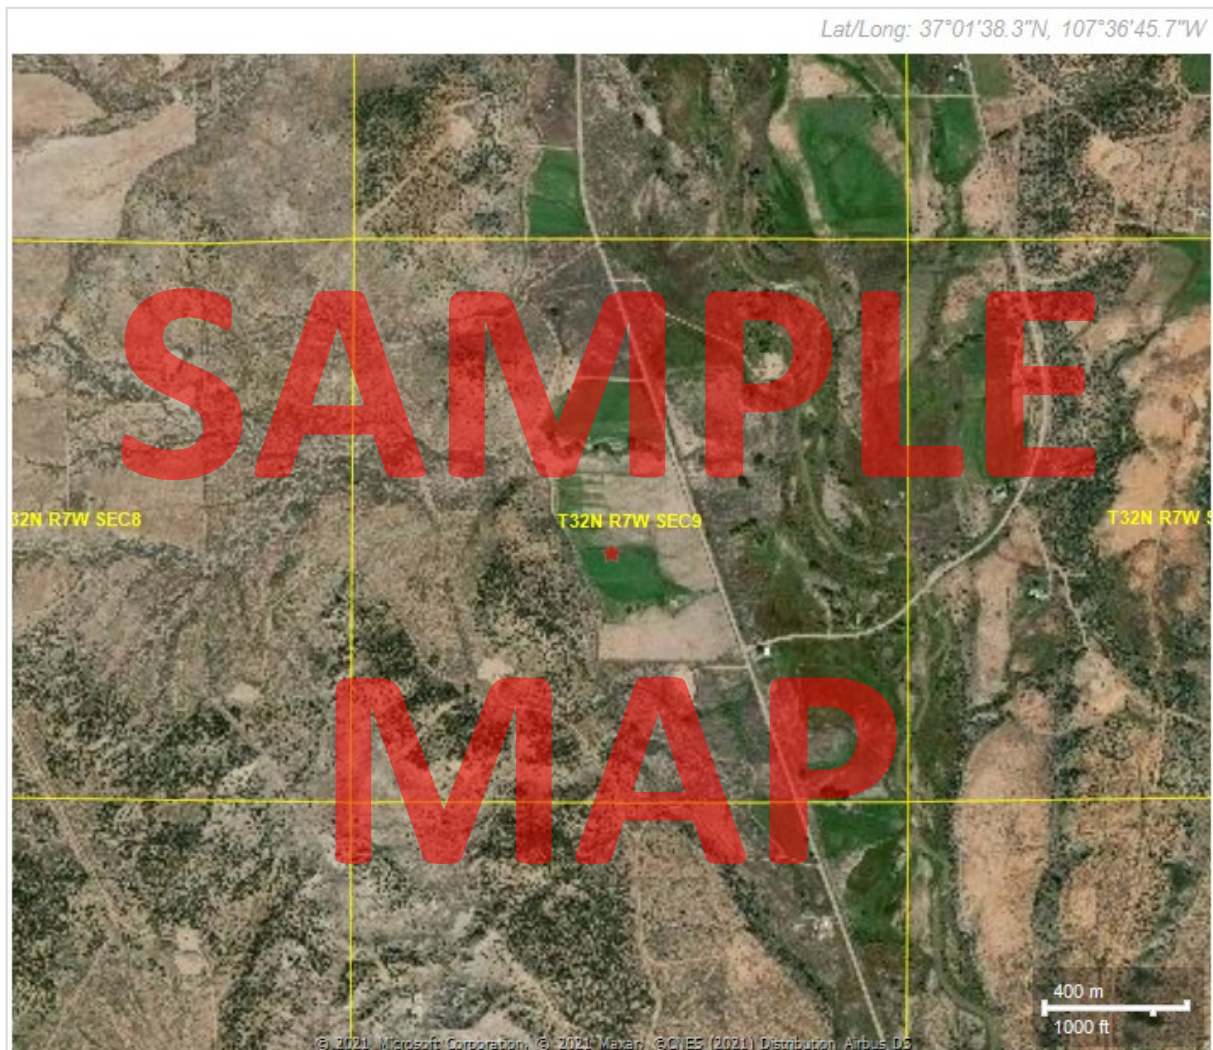 Lat/Long: 37°01'38.3"N, 107°36'45.7"W
SAMPLE
32N R7W SEC8
T32N R7W SEC9
T32N R7W S
MAP
400 m
1000 ft
© 2021 Microsoft Corporation, © 2021 Maxar, ©CNES (2021) Distribution Airbus DS